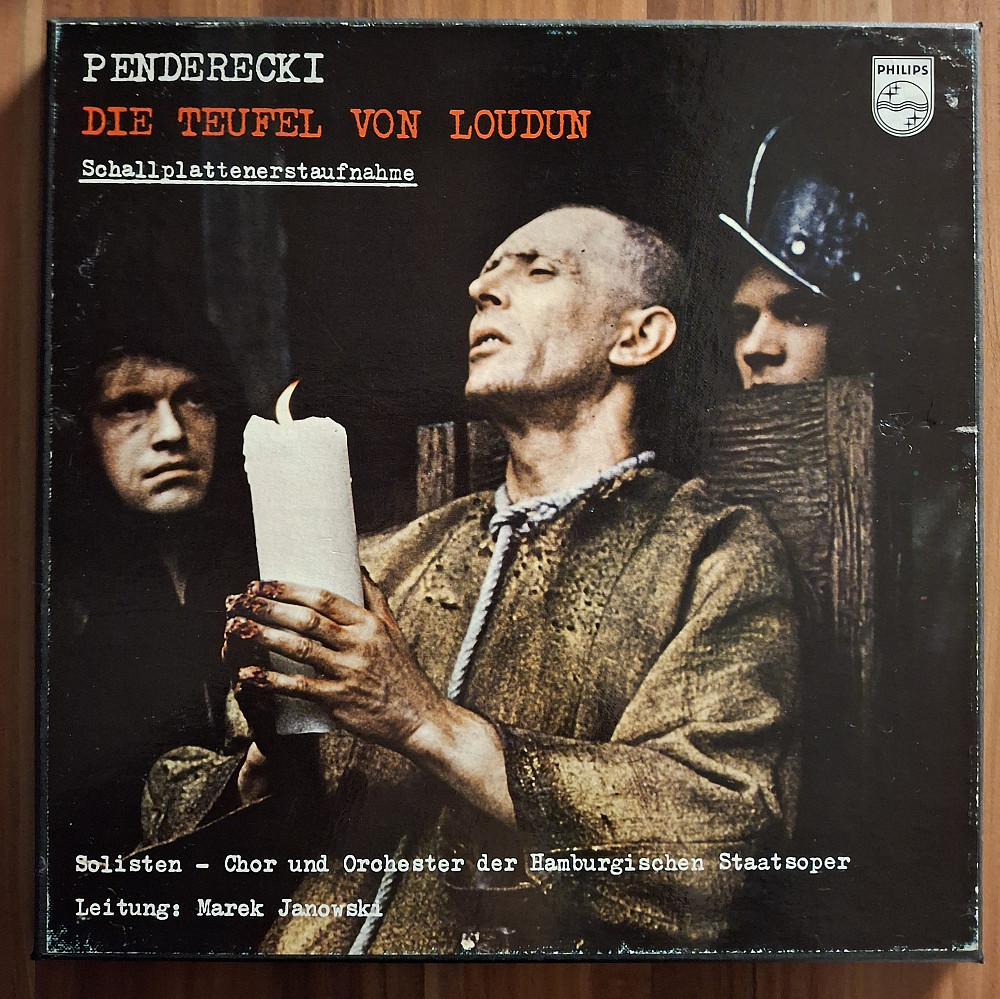 PENDERECKI
PHILIPS
DIE TEUFEL VON LOUDUN
Schallplattenerstaufnahme
Solisten - Chor und Orchester der Hamburgischen Staatsoper
Leitung: Marek Janowski